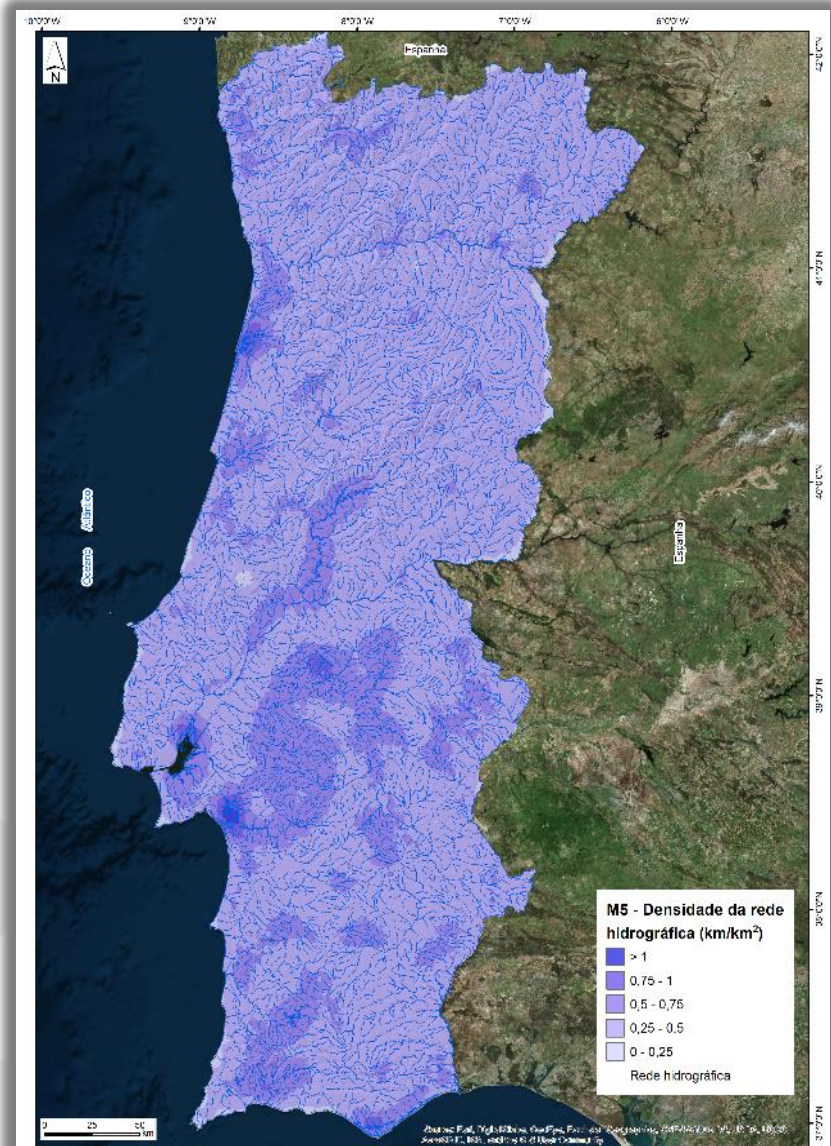 10°0'0"W
9°0'0"W
8°0'0"W
7°0'0"W
6°0'0"W
N
Espanha
42°0'0"N
41°0'0"N
40°0'0"N
39°0'0"N
38°0'0"N
37°0'0"N
Oceano Atlântico
Espanha
M5 - Densidade da rede
hidrográfica (km/km²)
> 1
0,75 - 1
0,5 - 0,75
0,25 - 0,5
0 - 0,25
Rede hidrográfica
0 25 50
km